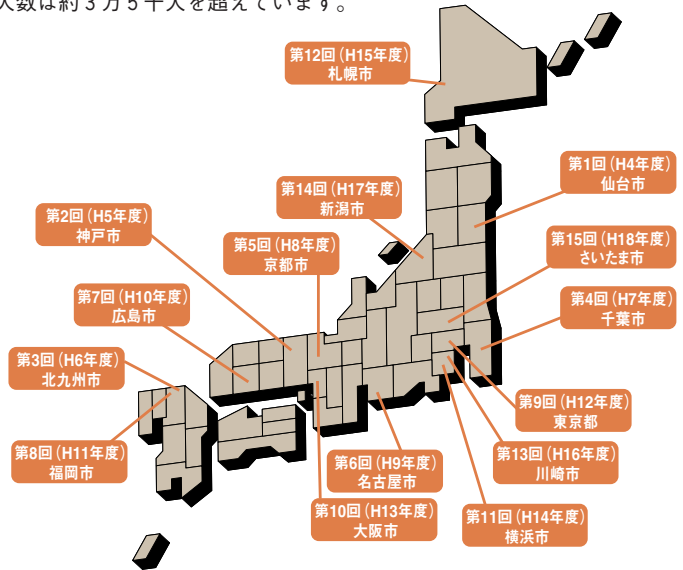 人数は約３万５千人を超えています。
第12回（H15年度）
札幌市
第1回（H4年度）
仙台市
第14回（H17年度）
新潟市
第2回（H5年度）
神戸市
第5回（H8年度）
京都市
第15回（H18年度）
さいたま市
第7回（H10年度）
広島市
第4回（H7年度）
千葉市
第3回（H6年度）
北九州市
第9回（H12年度）
東京都
第8回（H11年度）
福岡市
第6回（H9年度）
名古屋市
第13回（H16年度）
川崎市
第10回（H13年度）
大阪市
第11回（H14年度）
横浜市